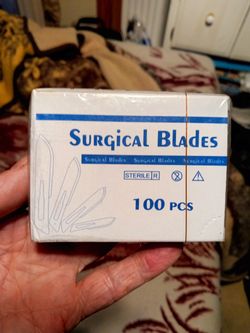 Surgical Blades
Surgical Blades Surgical Blades Surgical Blades
STERILE R
100 PCS